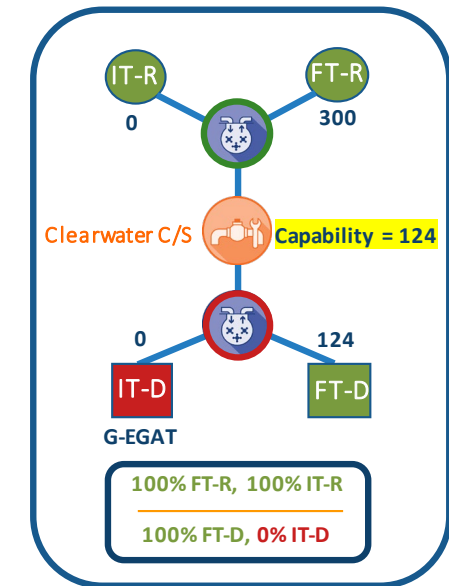 IT-R FT-R
0 300
Clearwater C/S Capability = 124
0 124
IT-D FT-D
G-EGAT
100% FT-R, 100% IT-R
100% FT-D, 0% IT-D